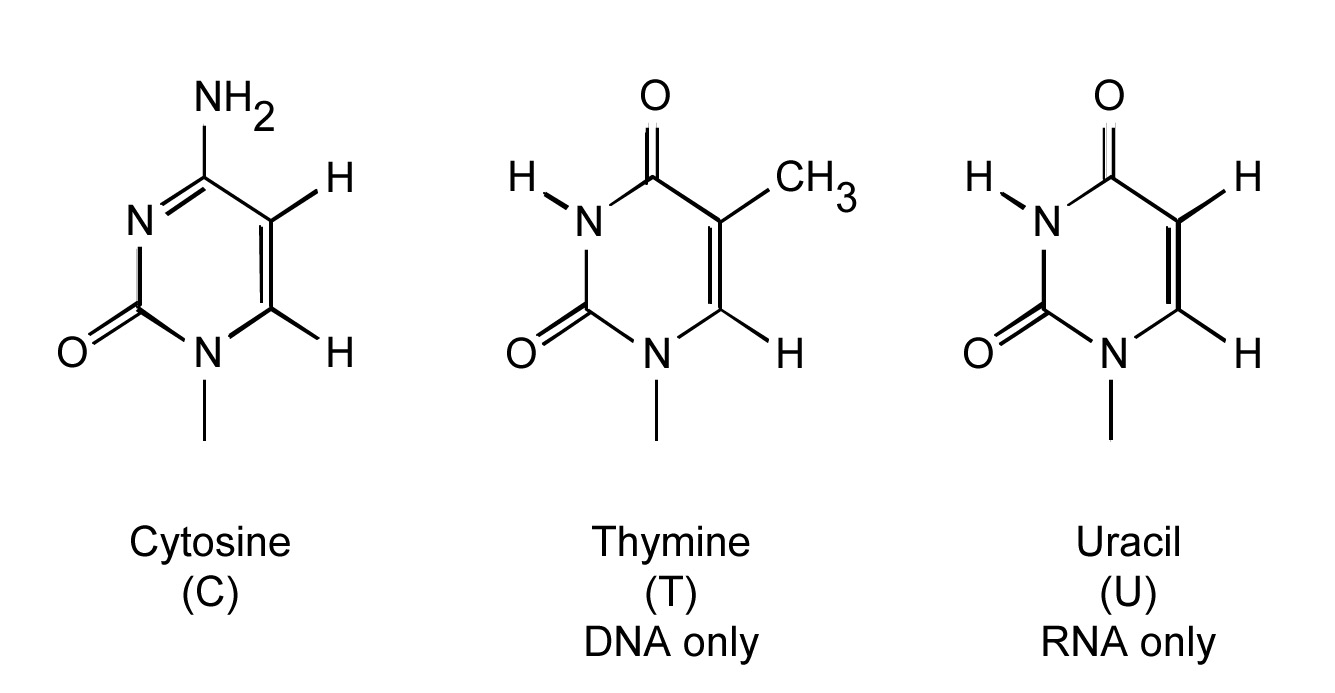 NH2 O O
H H CH3 H H
N N N
O N H O N H O N H
Cytosine Thymine Uracil
(C) (T) (U)
DNA only RNA only